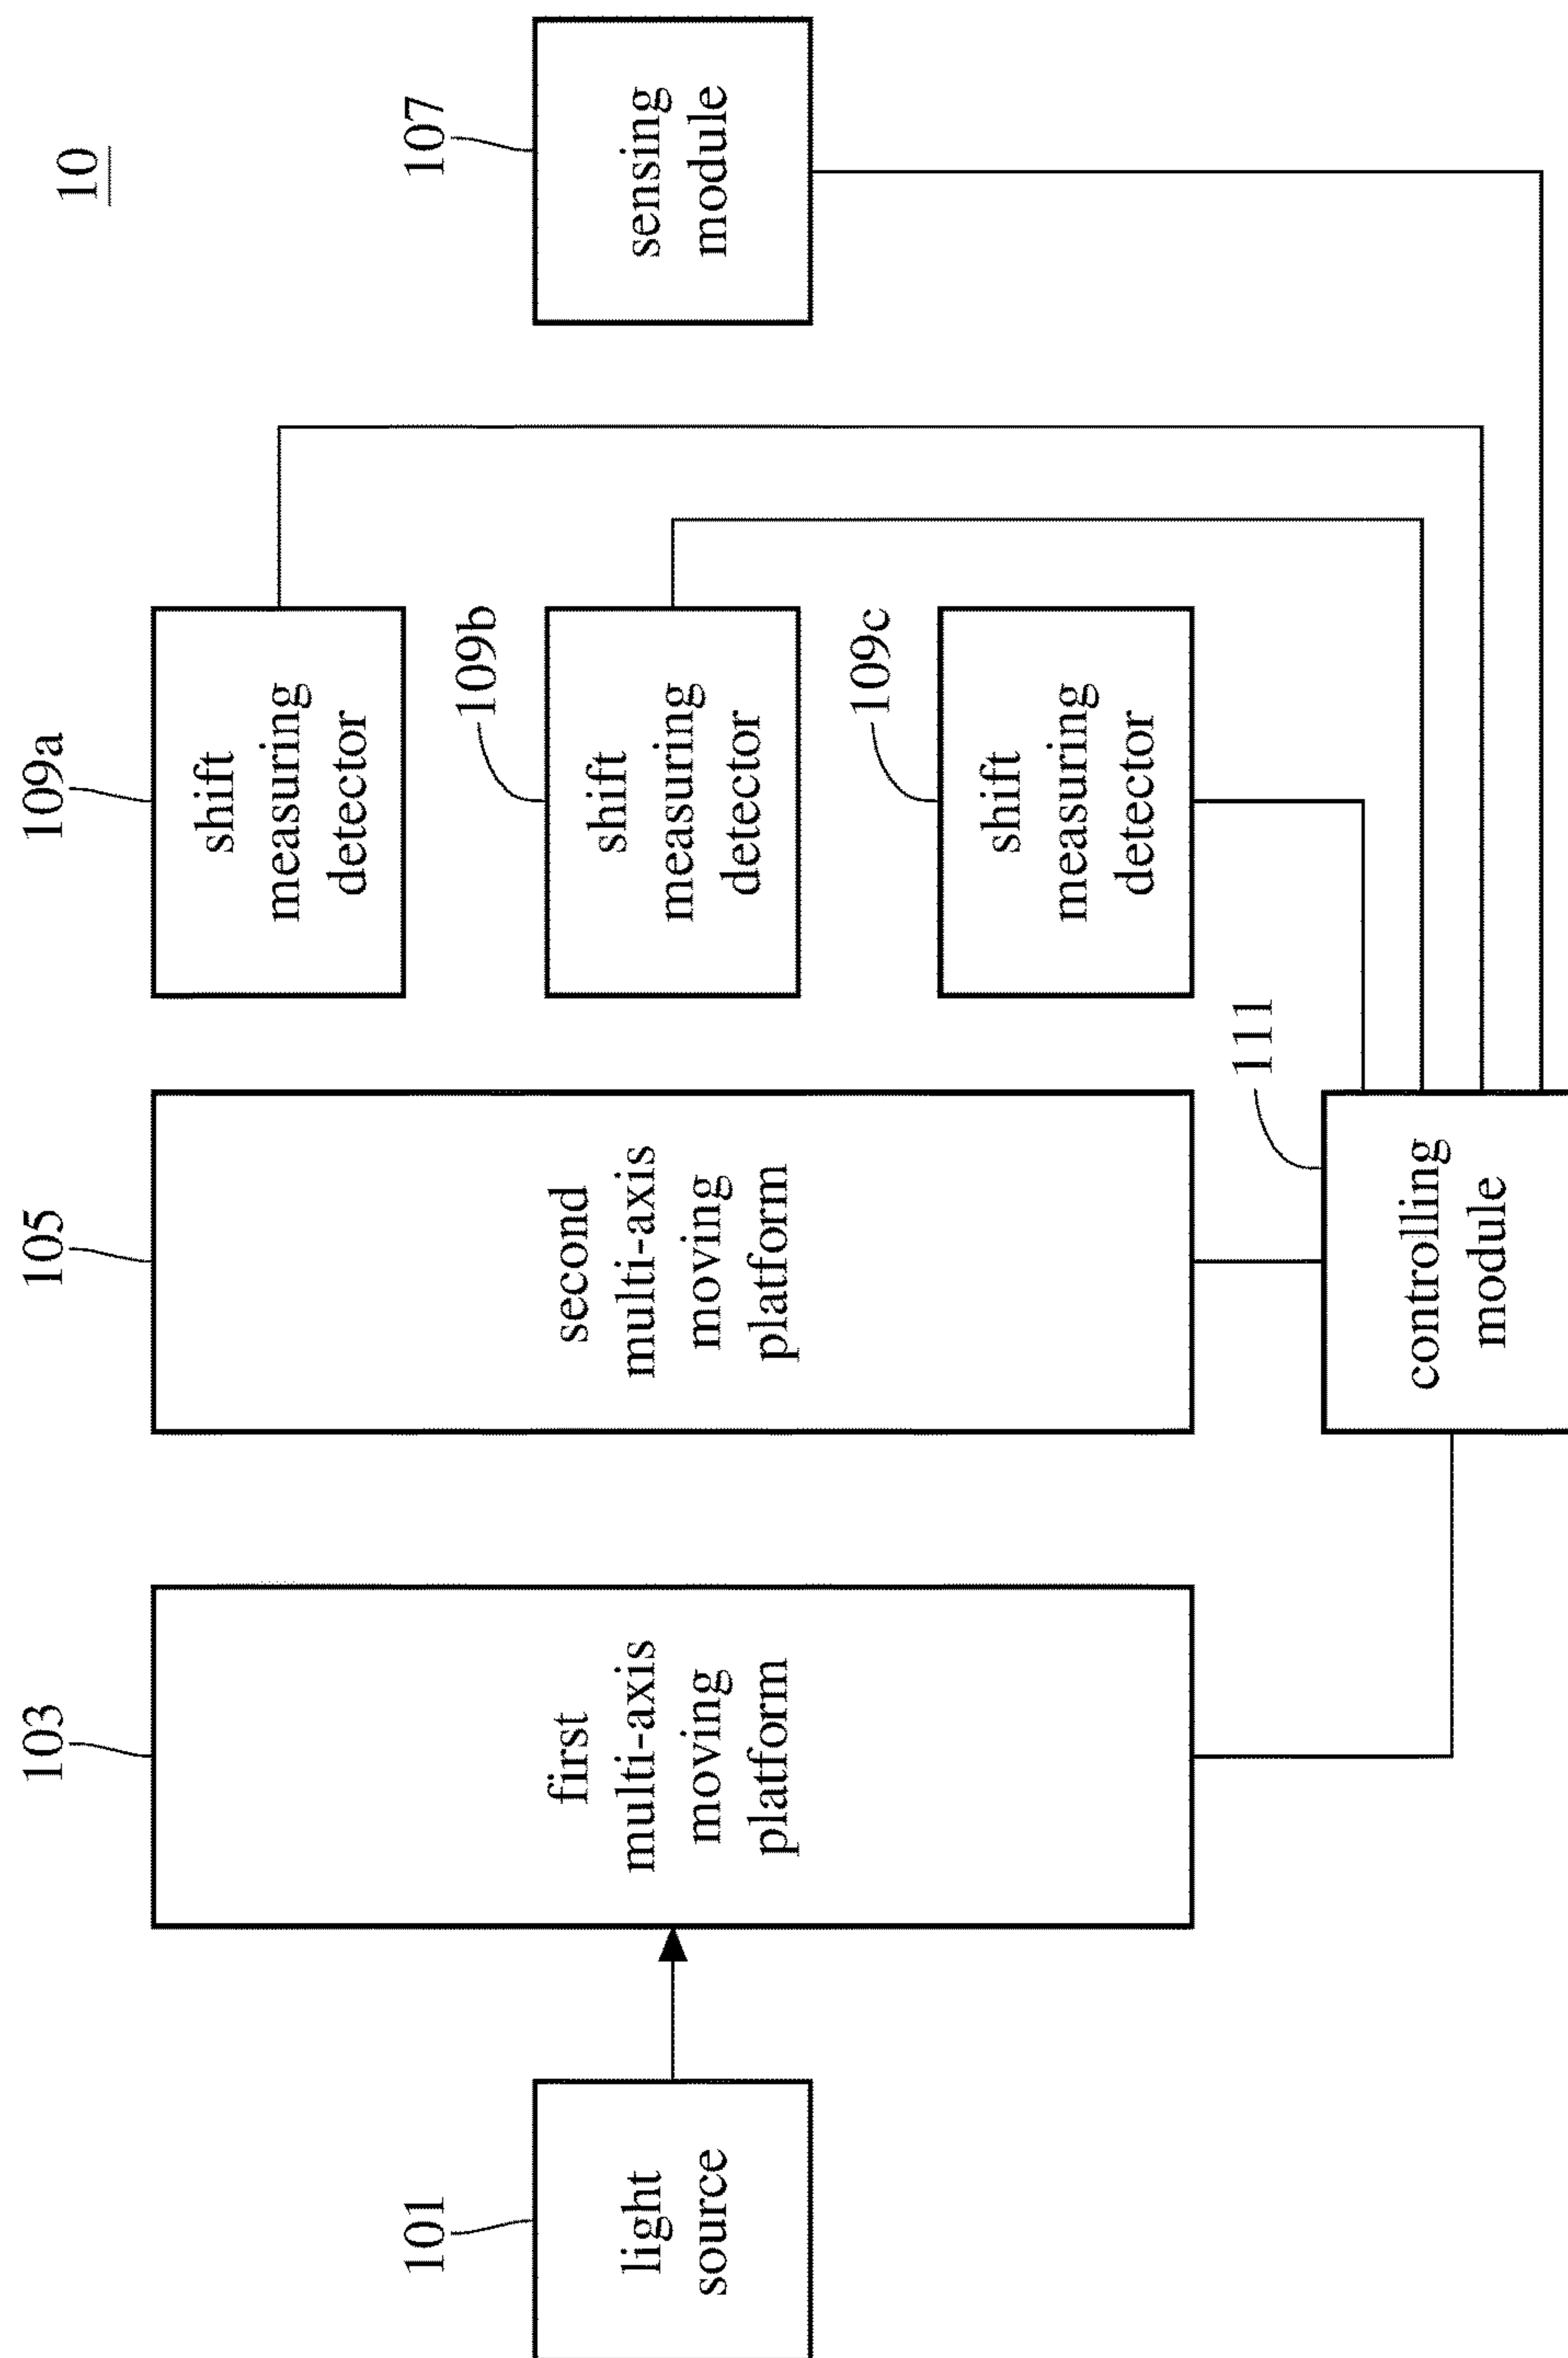 10
101
light
source
103
first
multi-axis
moving
platform
105
second
multi-axis
moving
platform
109a
shift
measuring
detector
109b
shift
measuring
detector
109c
shift
measuring
detector
107
sensing
module
111
controlling
module